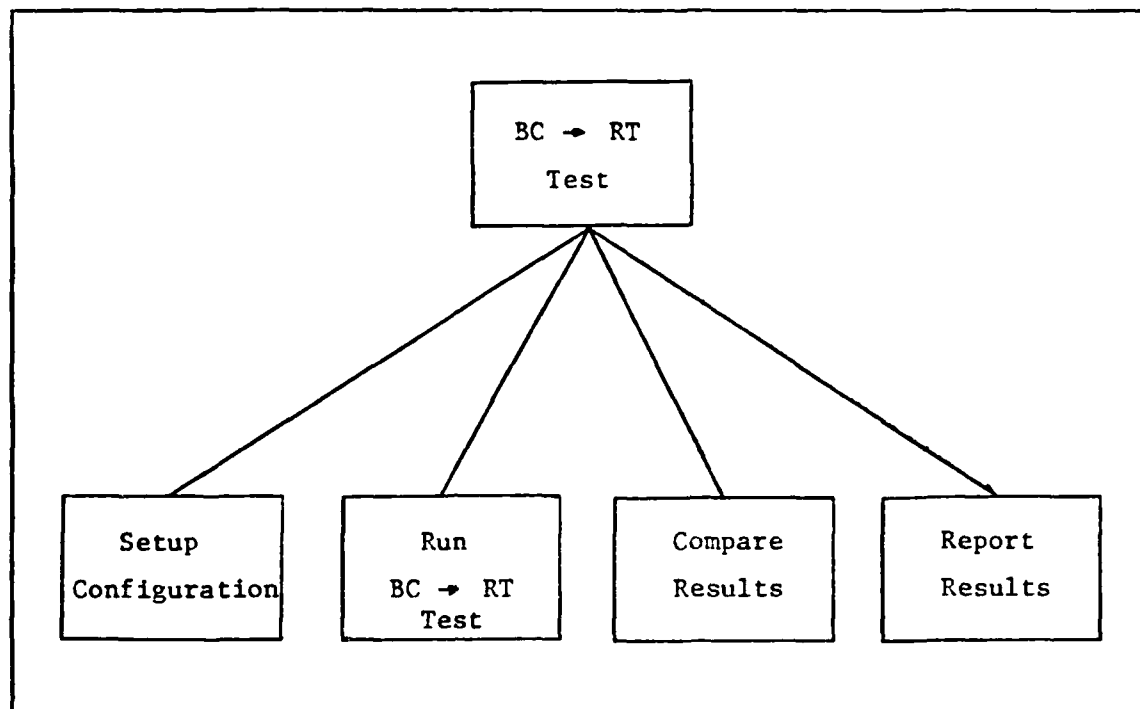 BC → RT
Test
Setup
Configuration
Run
BC → RT
Test
Compare
Results
Report
Results